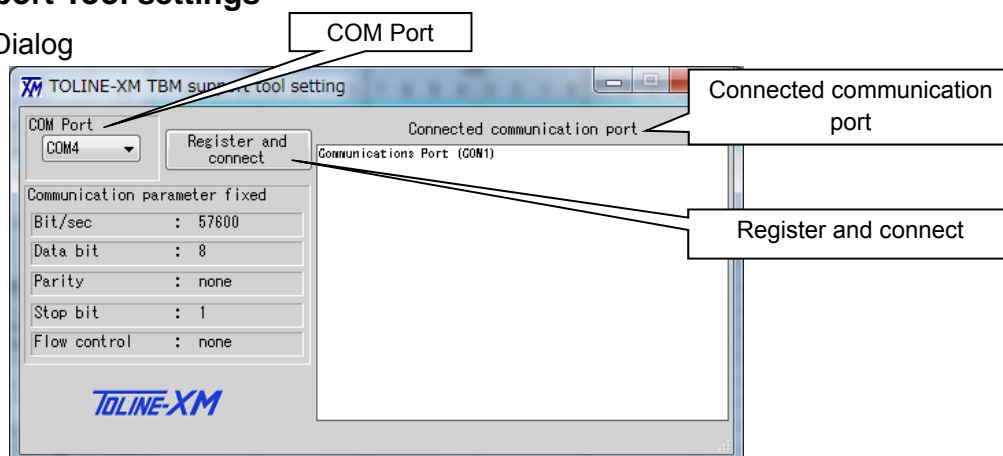 port Tool settings
Dialog
COM Port
TOLINE-XM TBM support tool setting
Connected communication
port
COM Port
COM4
Register and
connect
Connected communication port
Communications Port (COM1)
Register and connect
Communication parameter fixed
Bit/sec : 57600
Data bit : 8
Parity : none
Stop bit : 1
Flow control : none
TOLINE-XM